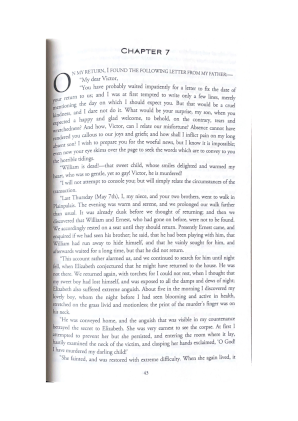 CHAPTER 7
ON MY RETURN, I FOUND THE FOLLOWING LETTER FROM MY FATHER:—
"My dear Victor,
"You have probably waited impatiently for a letter to fix the date of
your return to us; and I was at first tempted to write only a few lines, merely
mentioning the day on which I should expect you. But that would be a cruel
kindness, and I dare not do it. What would be your surprise, my son, when you
expected a happy and glad welcome, to behold, on the contrary, tears and
wretchedness? And how, Victor, can I relate our misfortune? Absence cannot have
rendered you callous to our joys and griefs; and how shall I inflict pain on my long
absent son? I wish to prepare you for the woeful news, but I know it is impossible;
even now your eye skims over the page to seek the words which are to convey to you
the horrible tidings.
"William is dead!—that sweet child, whose smiles delighted and warmed my
heart, who was so gentle, yet so gay! Victor, he is murdered!
"I will not attempt to console you; but will simply relate the circumstances of the
transaction.
"Last Thursday (May 7th), I, my niece, and your two brothers, went to walk in
Plainpalais. The evening was warm and serene, and we prolonged our walk farther
than usual. It was already dusk before we thought of returning; and then we
discovered that William and Ernest, who had gone on before, were not to be found.
We accordingly rested on a seat until they should return. Presently Ernest came, and
inquired if we had seen his brother; he said, that he had been playing with him, that
William had run away to hide himself, and that he vainly sought for him, and
afterwards waited for a long time, but that he did not return.
"This account rather alarmed us, and we continued to search for him until night
fell, when Elizabeth conjectured that he might have returned to the house. He was
not there. We returned again, with torches; for I could not rest, when I thought that
my sweet boy had lost himself, and was exposed to all the damps and dews of night;
Elizabeth also suffered extreme anguish. About five in the morning I discovered my
lovely boy, whom the night before I had seen blooming and active in health,
stretched on the grass livid and motionless; the print of the murder's finger was on
his neck.
"He was conveyed home, and the anguish that was visible in my countenance
betrayed the secret to Elizabeth. She was very earnest to see the corpse. At first I
attempted to prevent her but she persisted, and entering the room where it lay,
hastily examined the neck of the victim, and clasping her hands exclaimed, 'O God!
I have murdered my darling child!'
"She fainted, and was restored with extreme difficulty. When she again lived, it
43